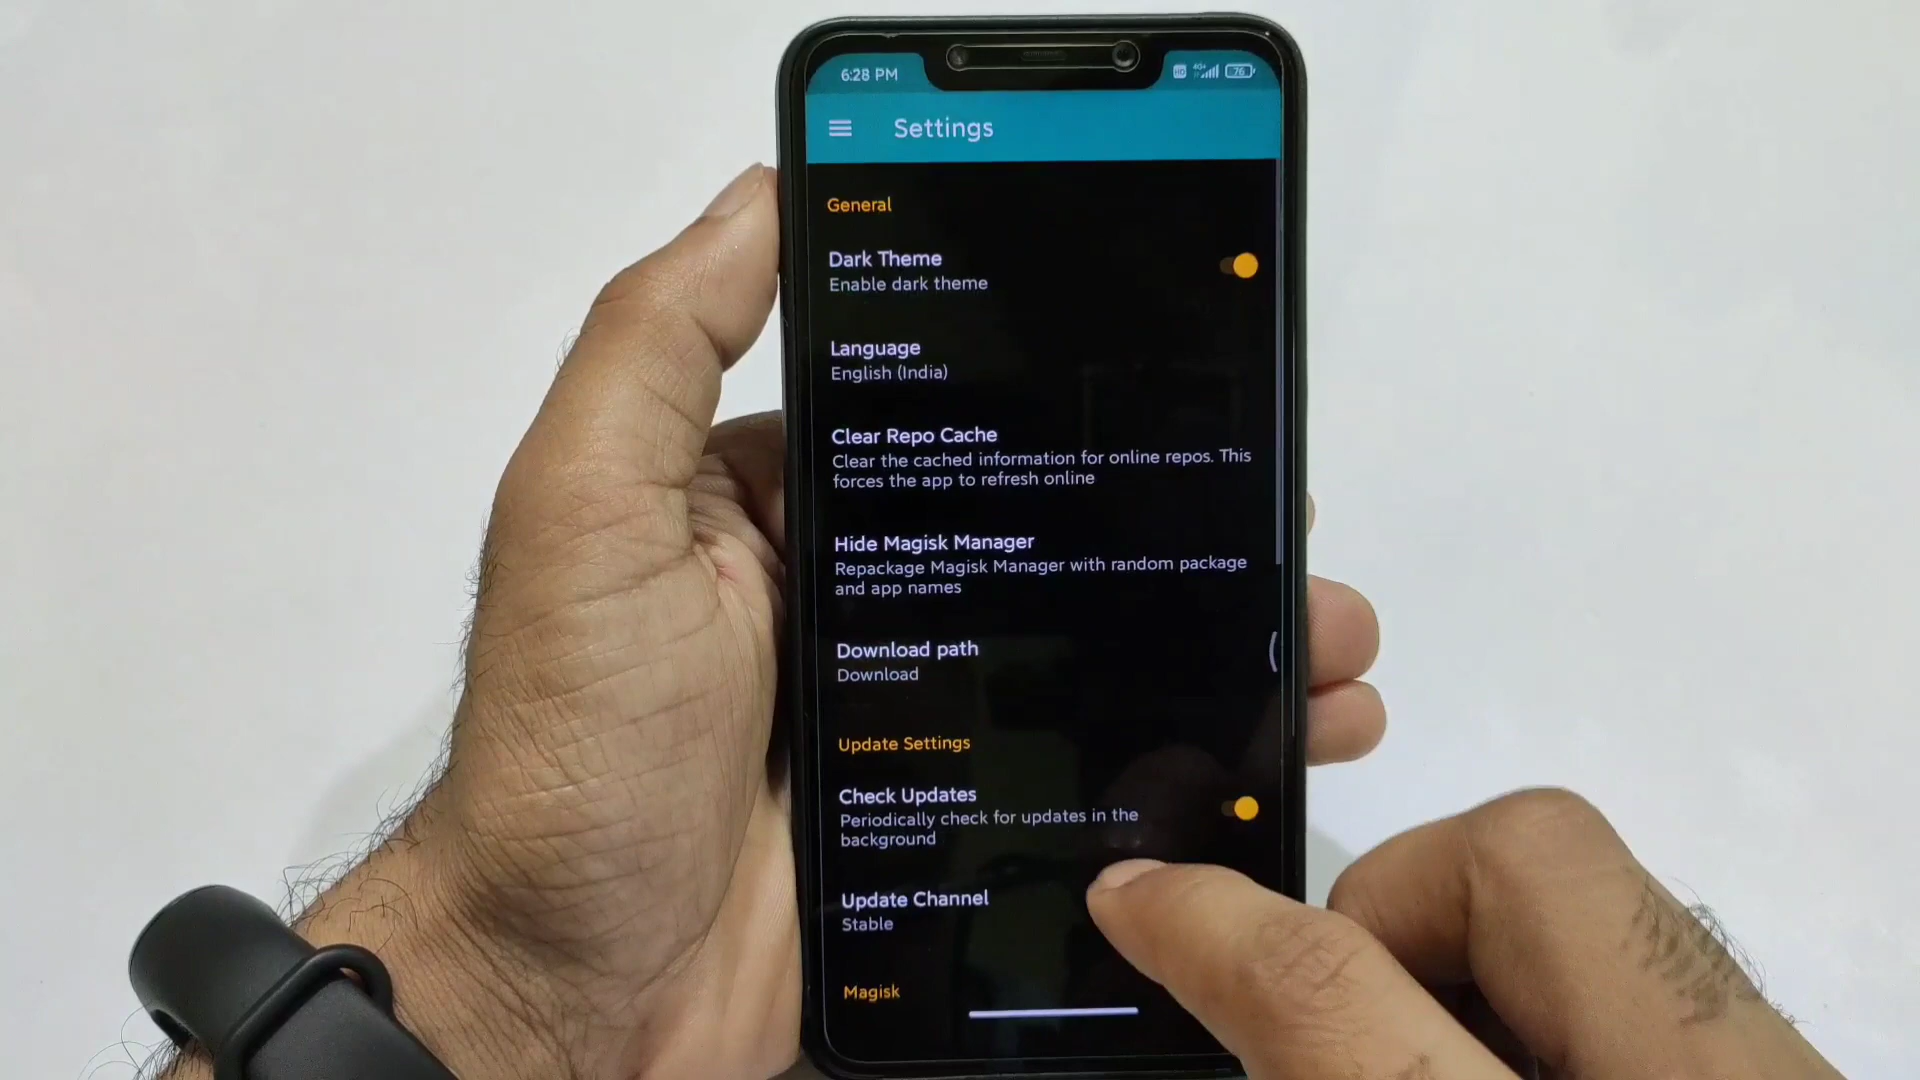 6:28 PM
HD 4G+ 76
Settings
General
Dark Theme
Enable dark theme
Language
English (India)
Clear Repo Cache
Clear the cached information for online repos. This
forces the app to refresh online
Hide Magisk Manager
Repackage Magisk Manager with random package
and app names
Download path
Download
Update Settings
Check Updates
Periodically check for updates in the
background
Update Channel
Stable
Magisk